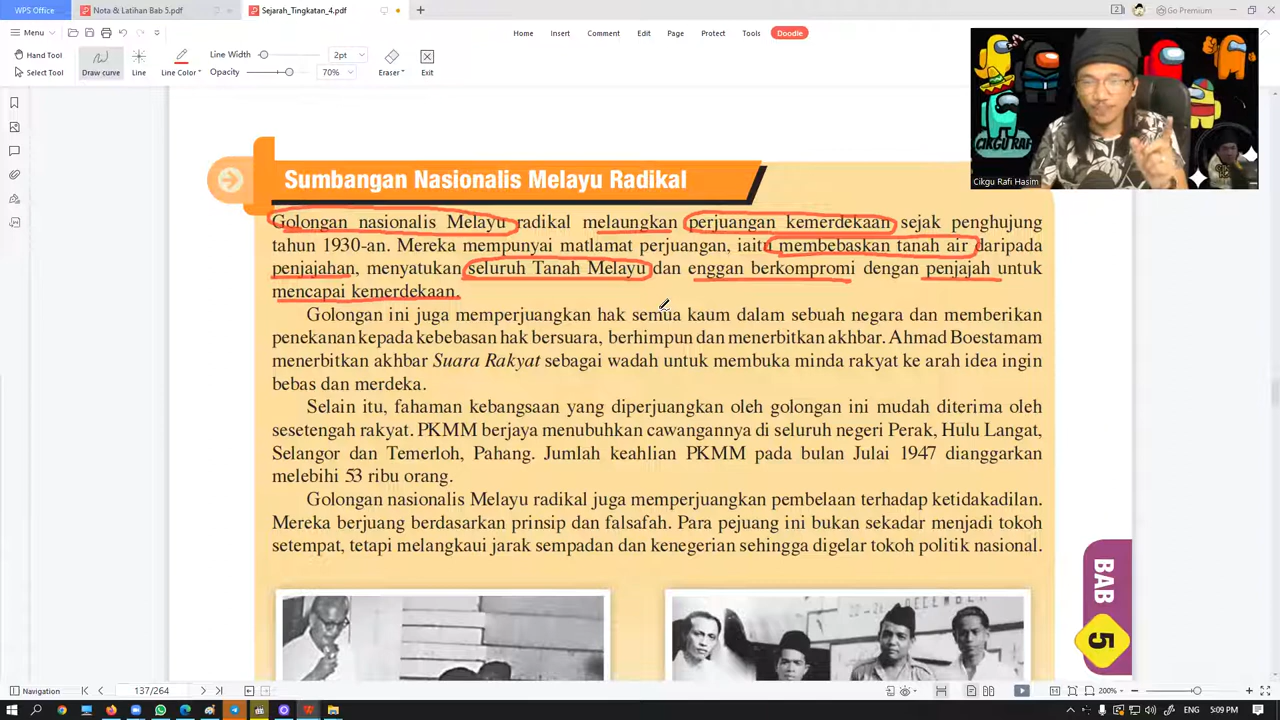 WPS Office
Nota & Latihan Bab 5.pdf
Sejarah_Tingkatan_4.pdf
Go Premium
Menu
Home Insert Comment Edit Page Protect Tools Doodle
Hand Tool
Select Tool
Draw curve
Line
Line Color
Line Width 2pt
Opacity 70%
Eraser
Exit
CIKGU RAFI
Cikgu Rafi Hasim
Sumbangan Nasionalis Melayu Radikal
Golongan nasionalis Melayu radikal melaungkan perjuangan kemerdekaan sejak penghujung
tahun 1930-an. Mereka mempunyai matlamat perjuangan, iaitu membebaskan tanah air daripada
penjajahan, menyatukan seluruh Tanah Melayu dan enggan berkompromi dengan penjajah untuk
mencapai kemerdekaan.
Golongan ini juga memperjuangkan hak semua kaum dalam sebuah negara dan memberikan
penekanan kepada kebebasan hak bersuara, berhimpun dan menerbitkan akhbar. Ahmad Boestamam
menerbitkan akhbar Suara Rakyat sebagai wadah untuk membuka minda rakyat ke arah idea ingin
bebas dan merdeka.
Selain itu, fahaman kebangsaan yang diperjuangkan oleh golongan ini mudah diterima oleh
sesetengah rakyat. PKMM berjaya menubuhkan cawangannya di seluruh negeri Perak, Hulu Langat,
Selangor dan Temerloh, Pahang. Jumlah keahlian PKMM pada bulan Julai 1947 dianggarkan
melebihi 53 ribu orang.
Golongan nasionalis Melayu radikal juga memperjuangkan pembelaan terhadap ketidakadilan.
Mereka berjuang berdasarkan prinsip dan falsafah. Para pejuang ini bukan sekadar menjadi tokoh
setempat, tetapi melangkaui jarak sempadan dan kenegerian sehingga digelar tokoh politik nasional.
BAB
5
Navigation
137/264
200%
5:09 PM